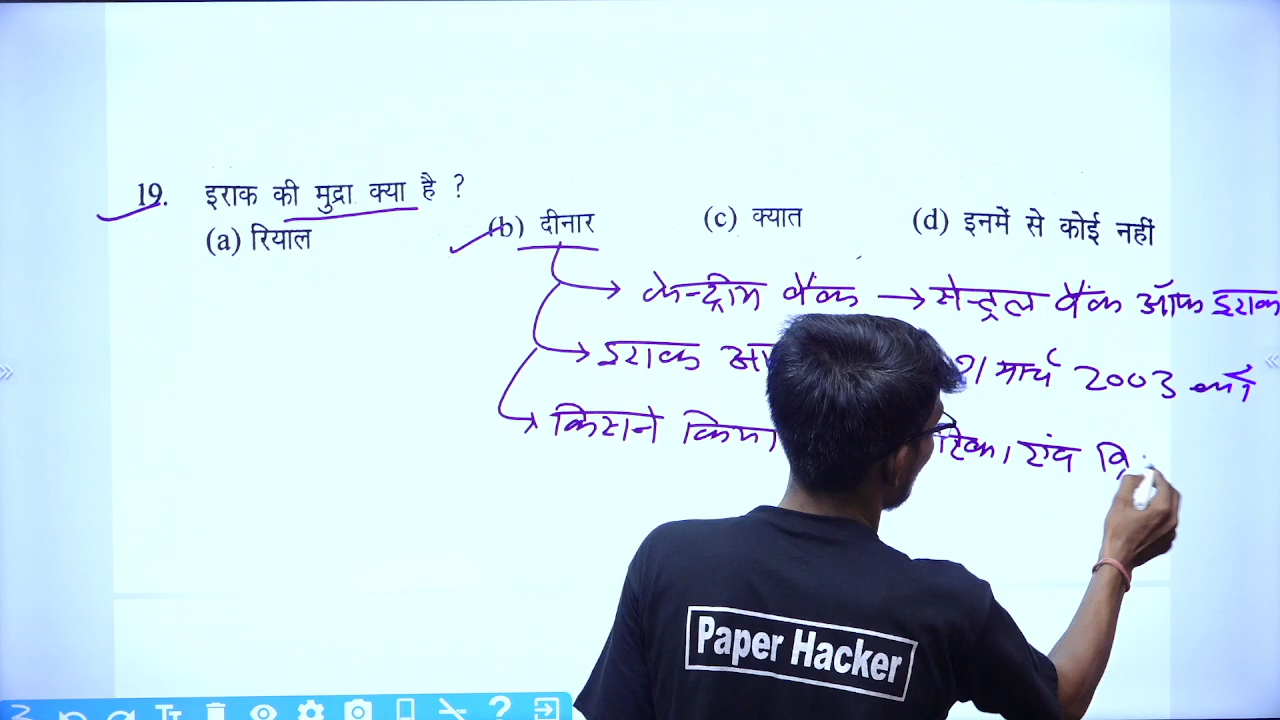 19. इराक की मुद्रा क्या है ?
(a) रियाल (b) दीनार (c) क्यात (d) इनमें से कोई नहीं
केन्द्रीय बैंक → सेन्ट्रल बैंक ऑफ इराक
इराक मार्च 2003 को
किसने किया एंव
Paper Hacker